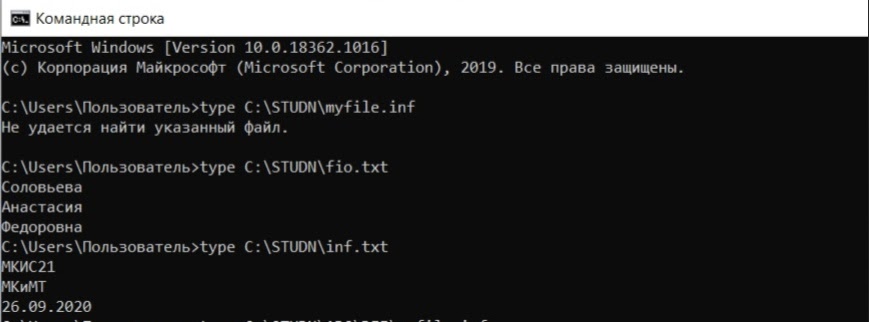 Командная строка
Microsoft Windows [Version 10.0.18362.1016]
(c) Корпорация Майкрософт (Microsoft Corporation), 2019. Все права защищены.
C:\Users\Пользователь>type C:\STUDN\myfile.inf
Не удается найти указанный файл.
C:\Users\Пользователь>type C:\STUDN\fio.txt
Соловьева
Анастасия
Федоровна
C:\Users\Пользователь>type C:\STUDN\inf.txt
МКИС21
МКиМТ
26.09.2020